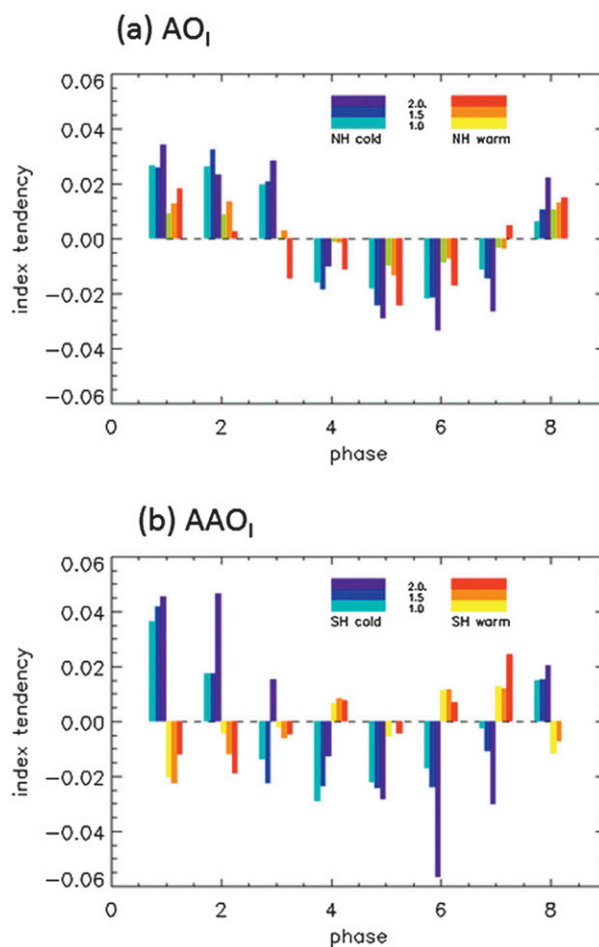 (a) AO_I
0.06
0.04
0.02
0.00
−0.02
−0.04
−0.06
index tendency
2.0.
1.5
1.0
NH cold
NH warm
0 2 4 6 8
phase
(b) AAO_I
0.06
0.04
0.02
0.00
−0.02
−0.04
−0.06
index tendency
2.0.
1.5
1.0
SH cold
SH warm
0 2 4 6 8
phase